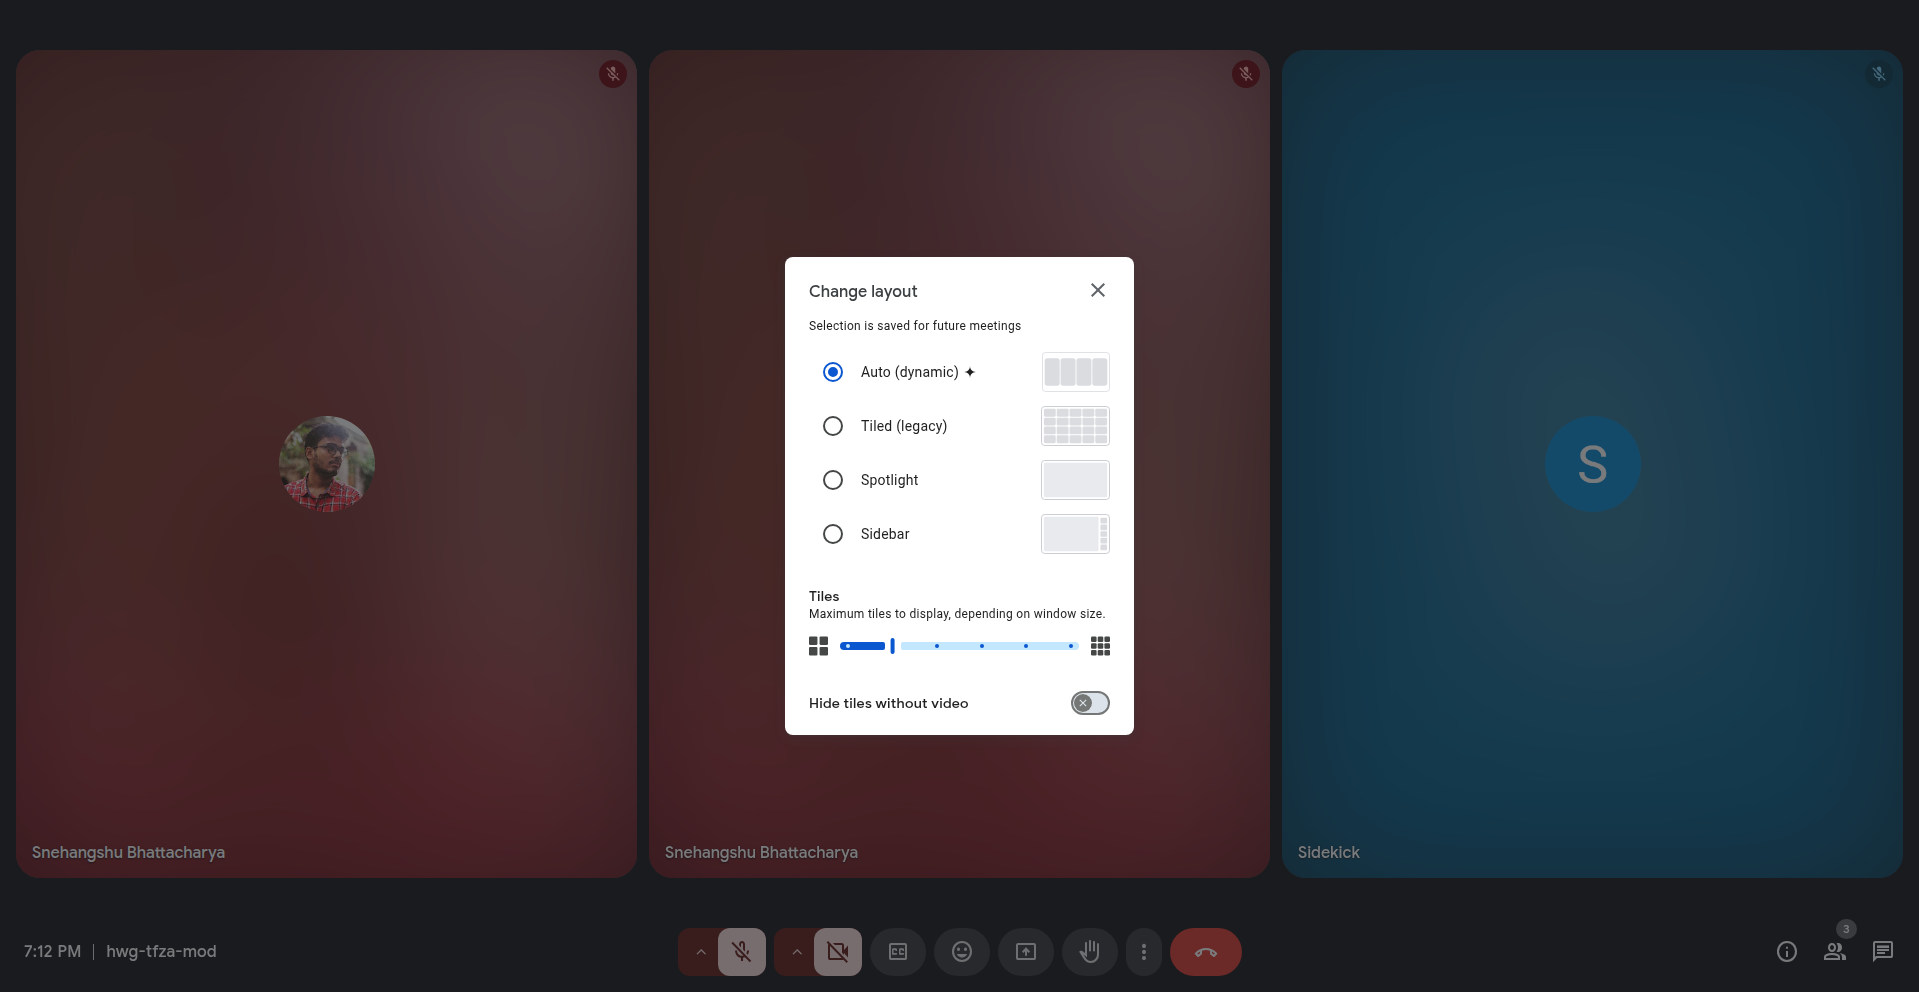 Change layout
Selection is saved for future meetings
Auto (dynamic) ✦
Tiled (legacy)
Spotlight
Sidebar
Tiles
Maximum tiles to display, depending on window size.
Hide tiles without video
S
Snehangshu Bhattacharya
Snehangshu Bhattacharya
Sidekick
7:12 PM | hwg-tfza-mod
CC
3